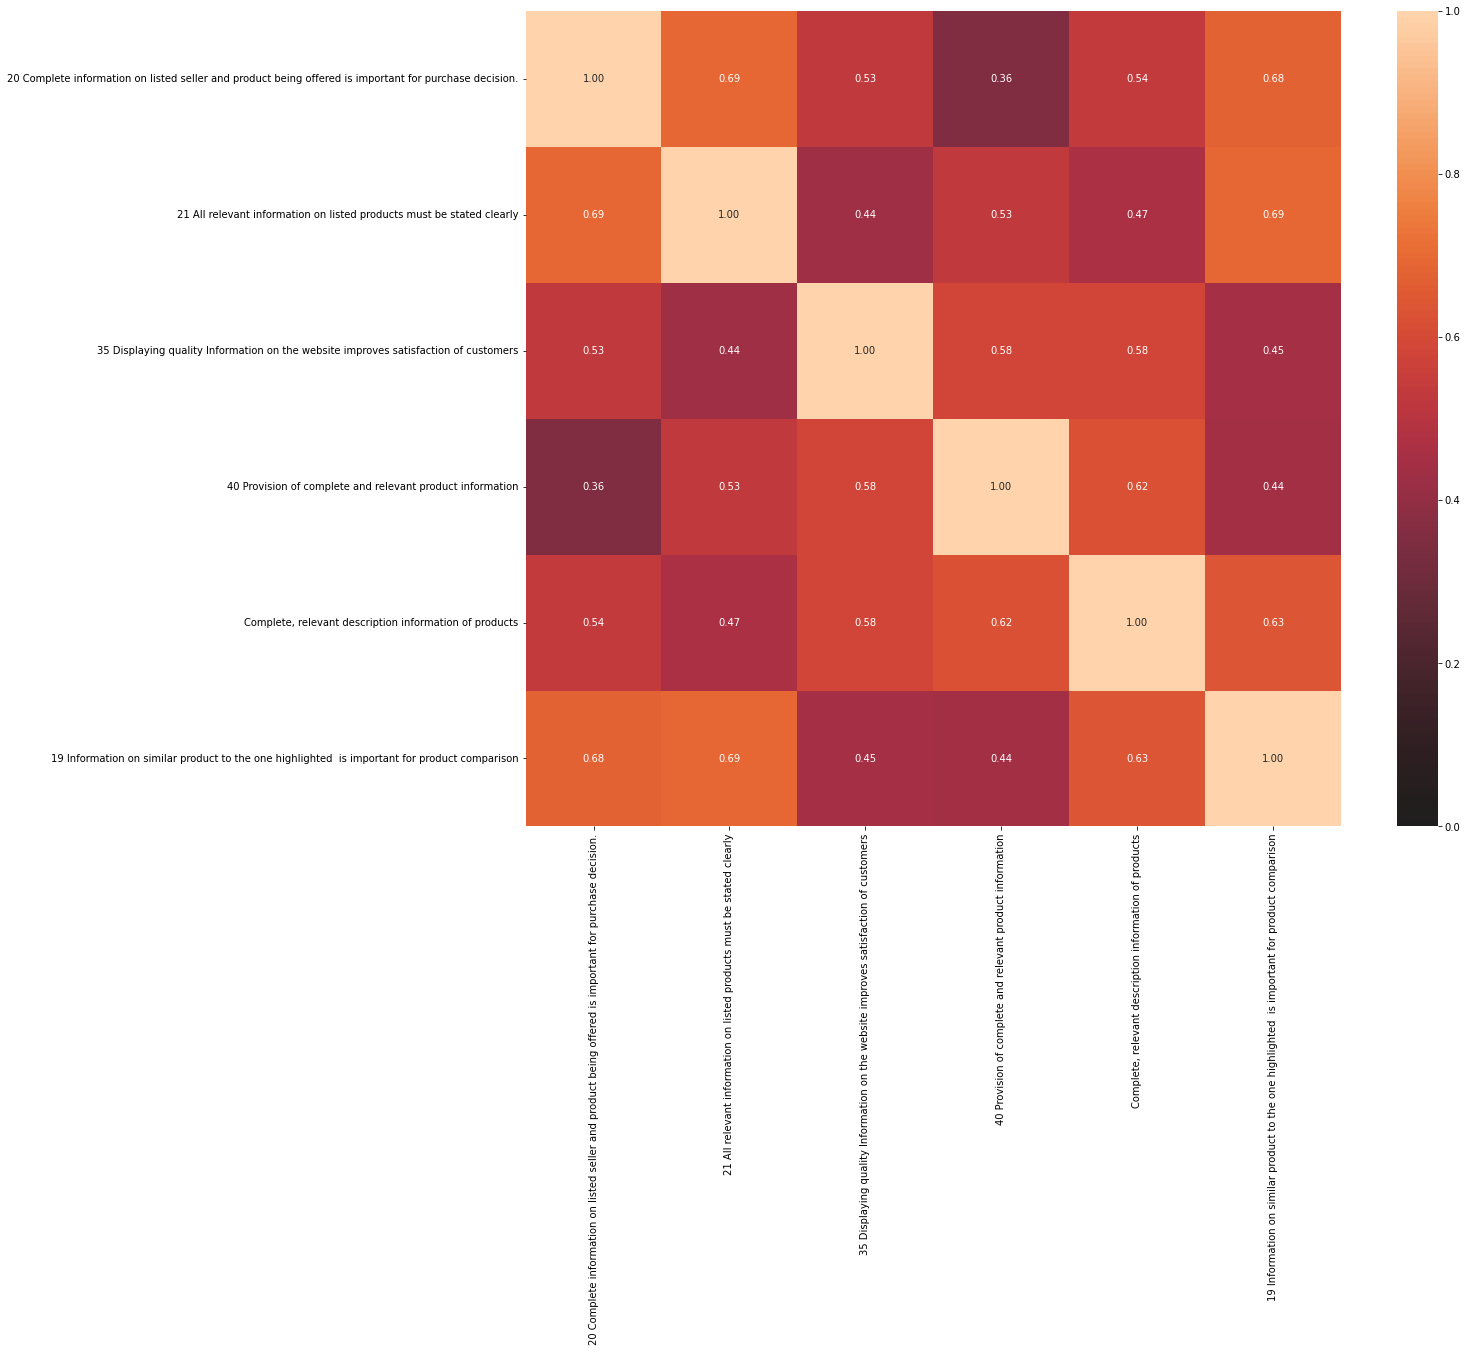 20 Complete information on listed seller and product being offered is important for purchase decision.
1.00 0.69 0.53 0.36 0.54 0.68
21 All relevant information on listed products must be stated clearly
0.69 1.00 0.44 0.53 0.47 0.69
35 Displaying quality Information on the website improves satisfaction of customers
0.53 0.44 1.00 0.58 0.58 0.45
40 Provision of complete and relevant product information
0.36 0.53 0.58 1.00 0.62 0.44
Complete, relevant description information of products
0.54 0.47 0.58 0.62 1.00 0.63
19 Information on similar product to the one highlighted  is important for product comparison
0.68 0.69 0.45 0.44 0.63 1.00
20 Complete information on listed seller and product being offered is important for purchase decision.
21 All relevant information on listed products must be stated clearly
35 Displaying quality Information on the website improves satisfaction of customers
40 Provision of complete and relevant product information
Complete, relevant description information of products
19 Information on similar product to the one highlighted  is important for product comparison
1.0
0.8
0.6
0.4
0.2
0.0